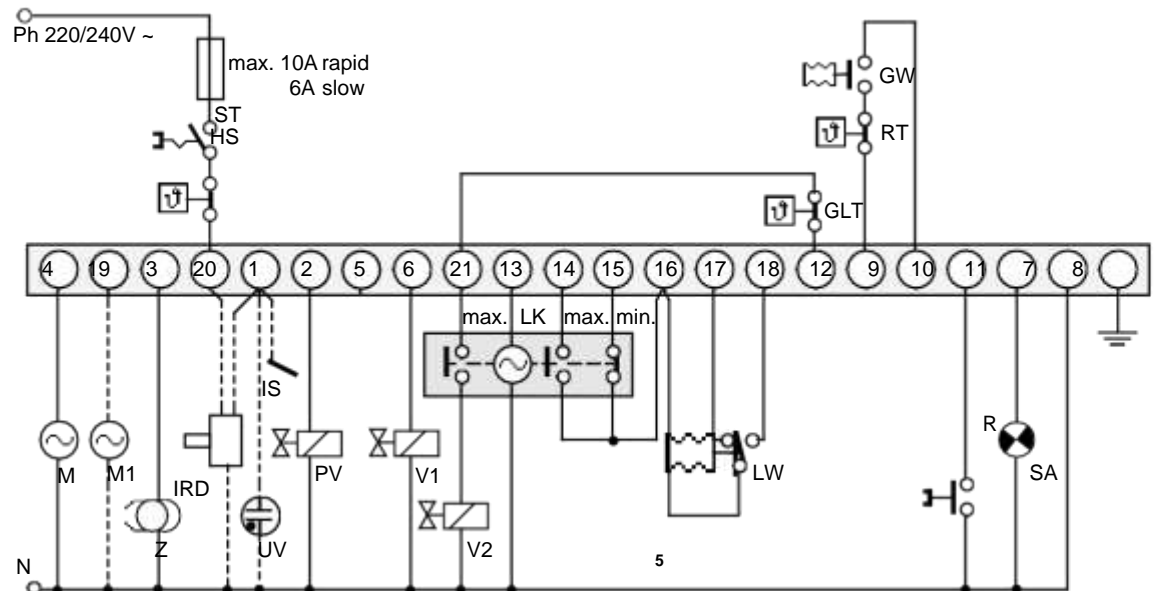 Ph 220/240V ~
max. 10A rapid
6A slow
ST
HS
GW
RT
GLT
4 19 3 20 1 2 5 6 21 13 14 15 16 17 18 12 9 10 11 7 8
max. LK max. min.
IS
R
M M1 IRD PV V1 LW SA
Z UV V2
5
N